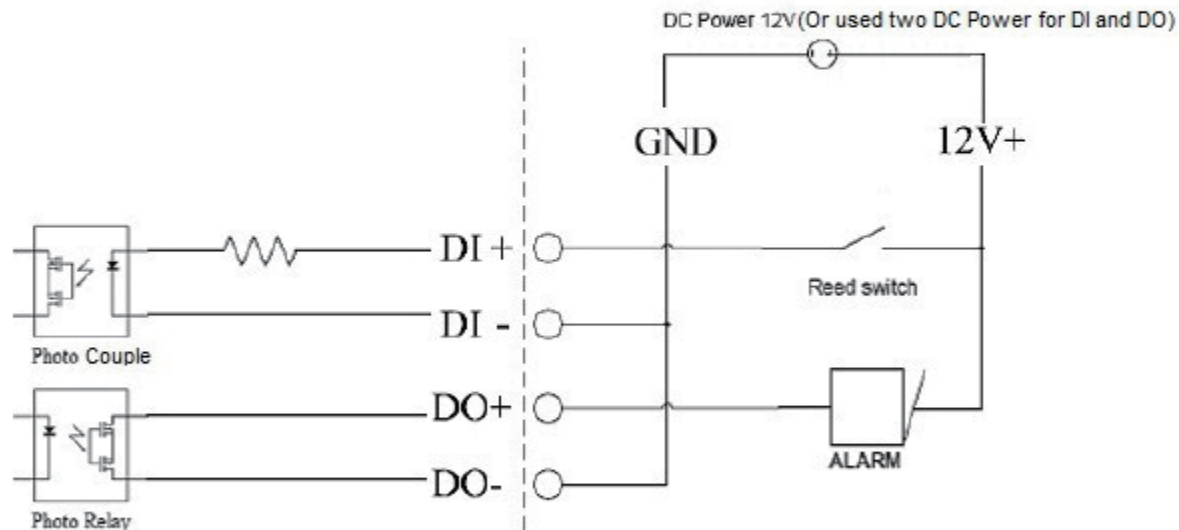 DC Power 12V(Or used two DC Power for DI and DO)
GND
12V+
DI +
Reed switch
DI -
Photo Couple
DO+
ALARM
DO-
Photo Relay